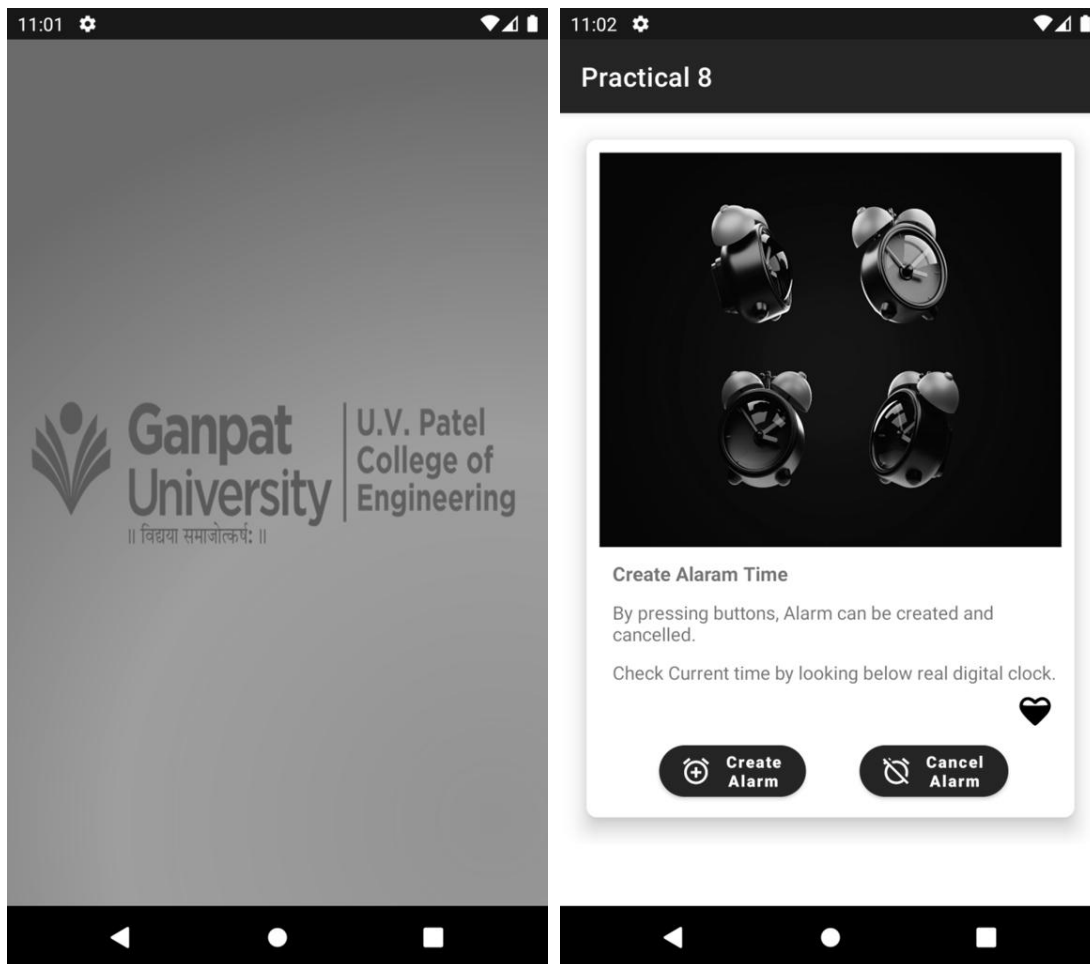 11:01
Ganpat
University
॥ विद्यया समाजोत्कर्ष: ॥
U.V. Patel
College of
Engineering
11:02
Practical 8
Create Alaram Time
By pressing buttons, Alarm can be created and
cancelled.
Check Current time by looking below real digital clock.
Create
Alarm
Cancel
Alarm